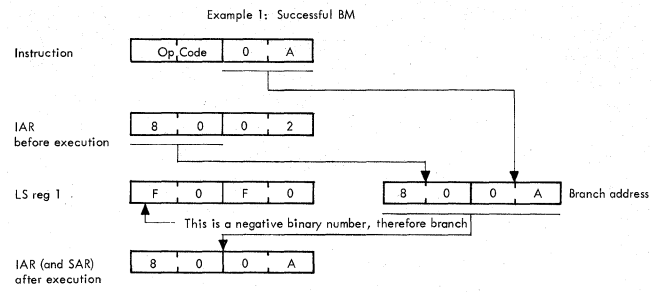 Example 1: Successful BM
Instruction Op Code 0 A
IAR
before execution 8 0 0 2
LS reg 1 F 0 F 0 8 0 0 A Branch address
This is a negative binary number, therefore branch
IAR (and SAR)
after execution 8 0 0 A